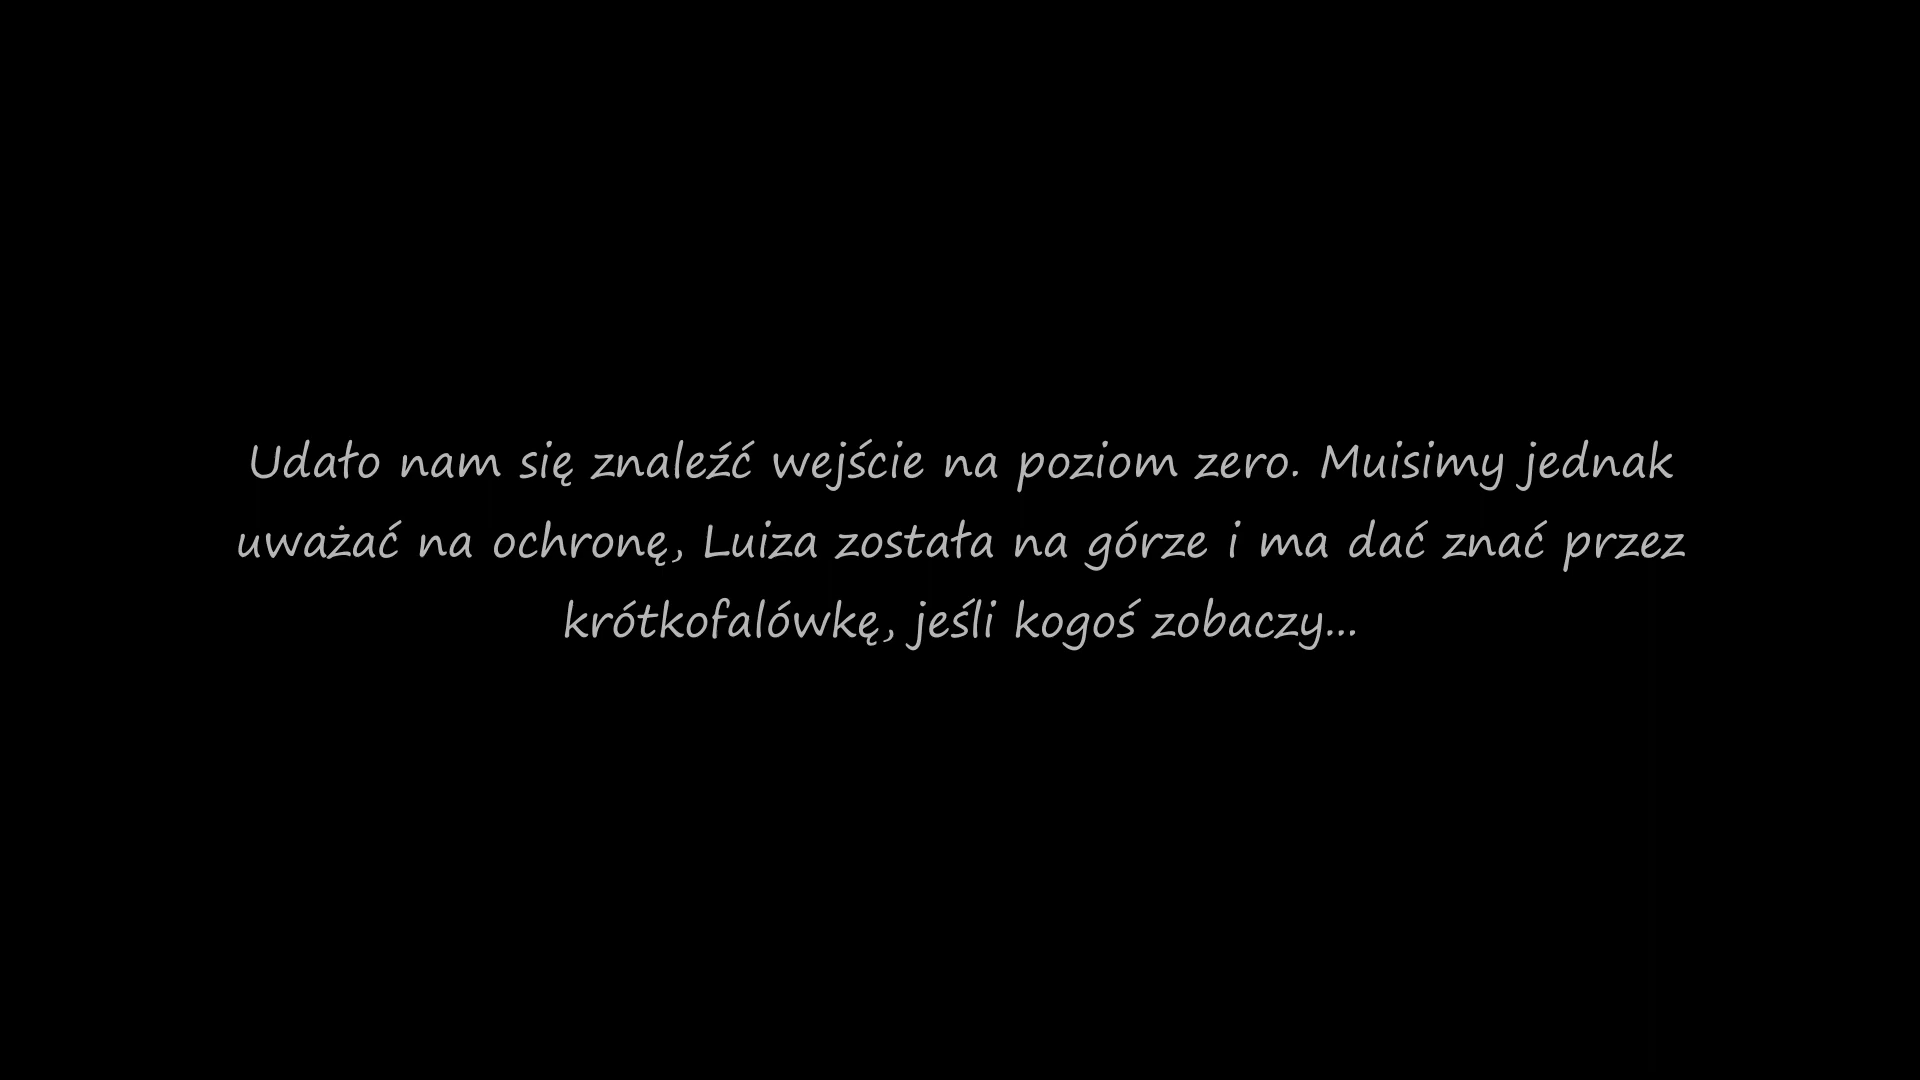 Udało nam się znaleźć wejście na poziom zero. Muisimy jednak
uważać na ochronę, Luiza została na górze i ma dać znać przez
krótkofalówkę, jeśli kogoś zobaczy...